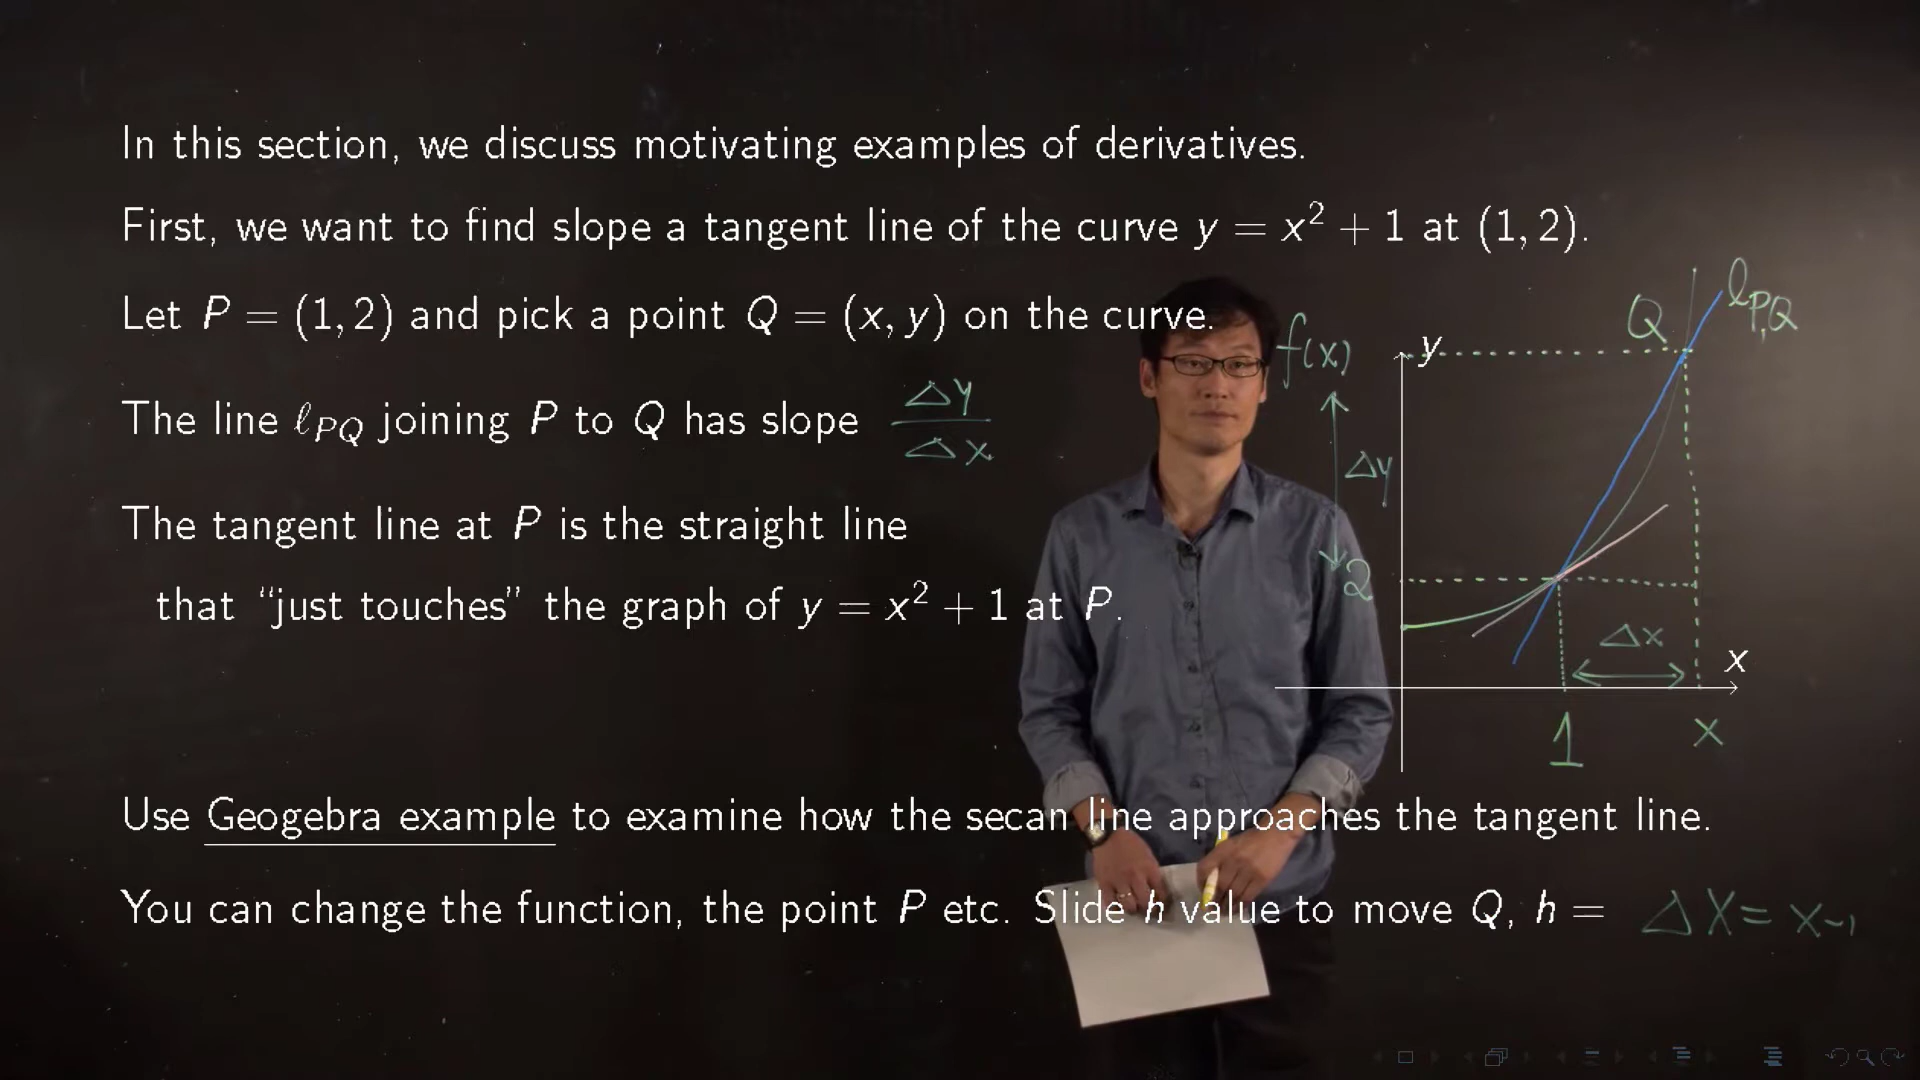 In this section, we discuss motivating examples of derivatives.
First, we want to find slope a tangent line of the curve y = x² + 1 at (1, 2).
Let P = (1, 2) and pick a point Q = (x, y) on the curve.
The line ℓPQ joining P to Q has slope Δy/Δx
The tangent line at P is the straight line
that “just touches” the graph of y = x² + 1 at P.
Use Geogebra example to examine how the secan line approaches the tangent line.
You can change the function, the point P etc. Slide h value to move Q, h = Δx = x-1
Q ℓP,Q
f(x) y
Δy
2
Δx
x
1 x